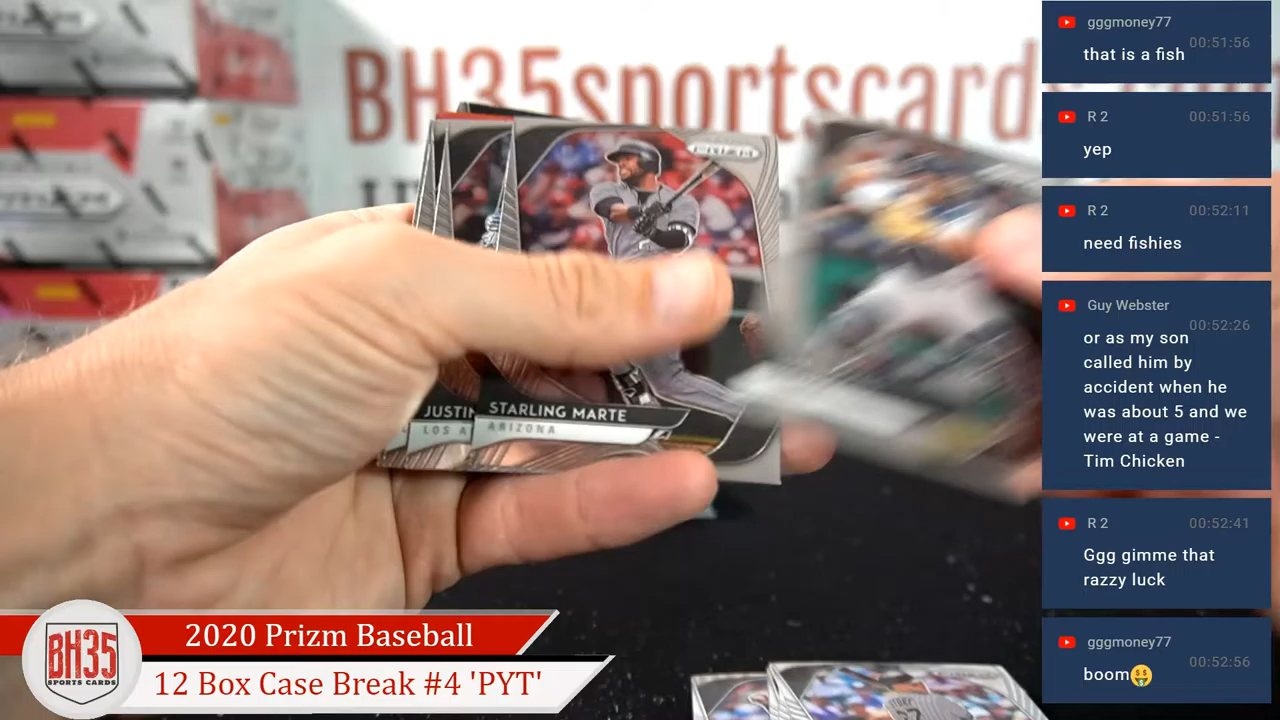 BH35sportscard
PRIZM
JUSTIN
LOS A
STARLING MARTE
ARIZONA
BH35
SPORTS CARDS
2020 Prizm Baseball
12 Box Case Break #4 'PYT'
gggmoney77
00:51:56
that is a fish
R 2
00:51:56
yep
R 2
00:52:11
need fishies
Guy Webster
00:52:26
or as my son
called him by
accident when he
was about 5 and we
were at a game -
Tim Chicken
R 2
00:52:41
Ggg gimme that
razzy luck
gggmoney77
00:52:56
boom🤑